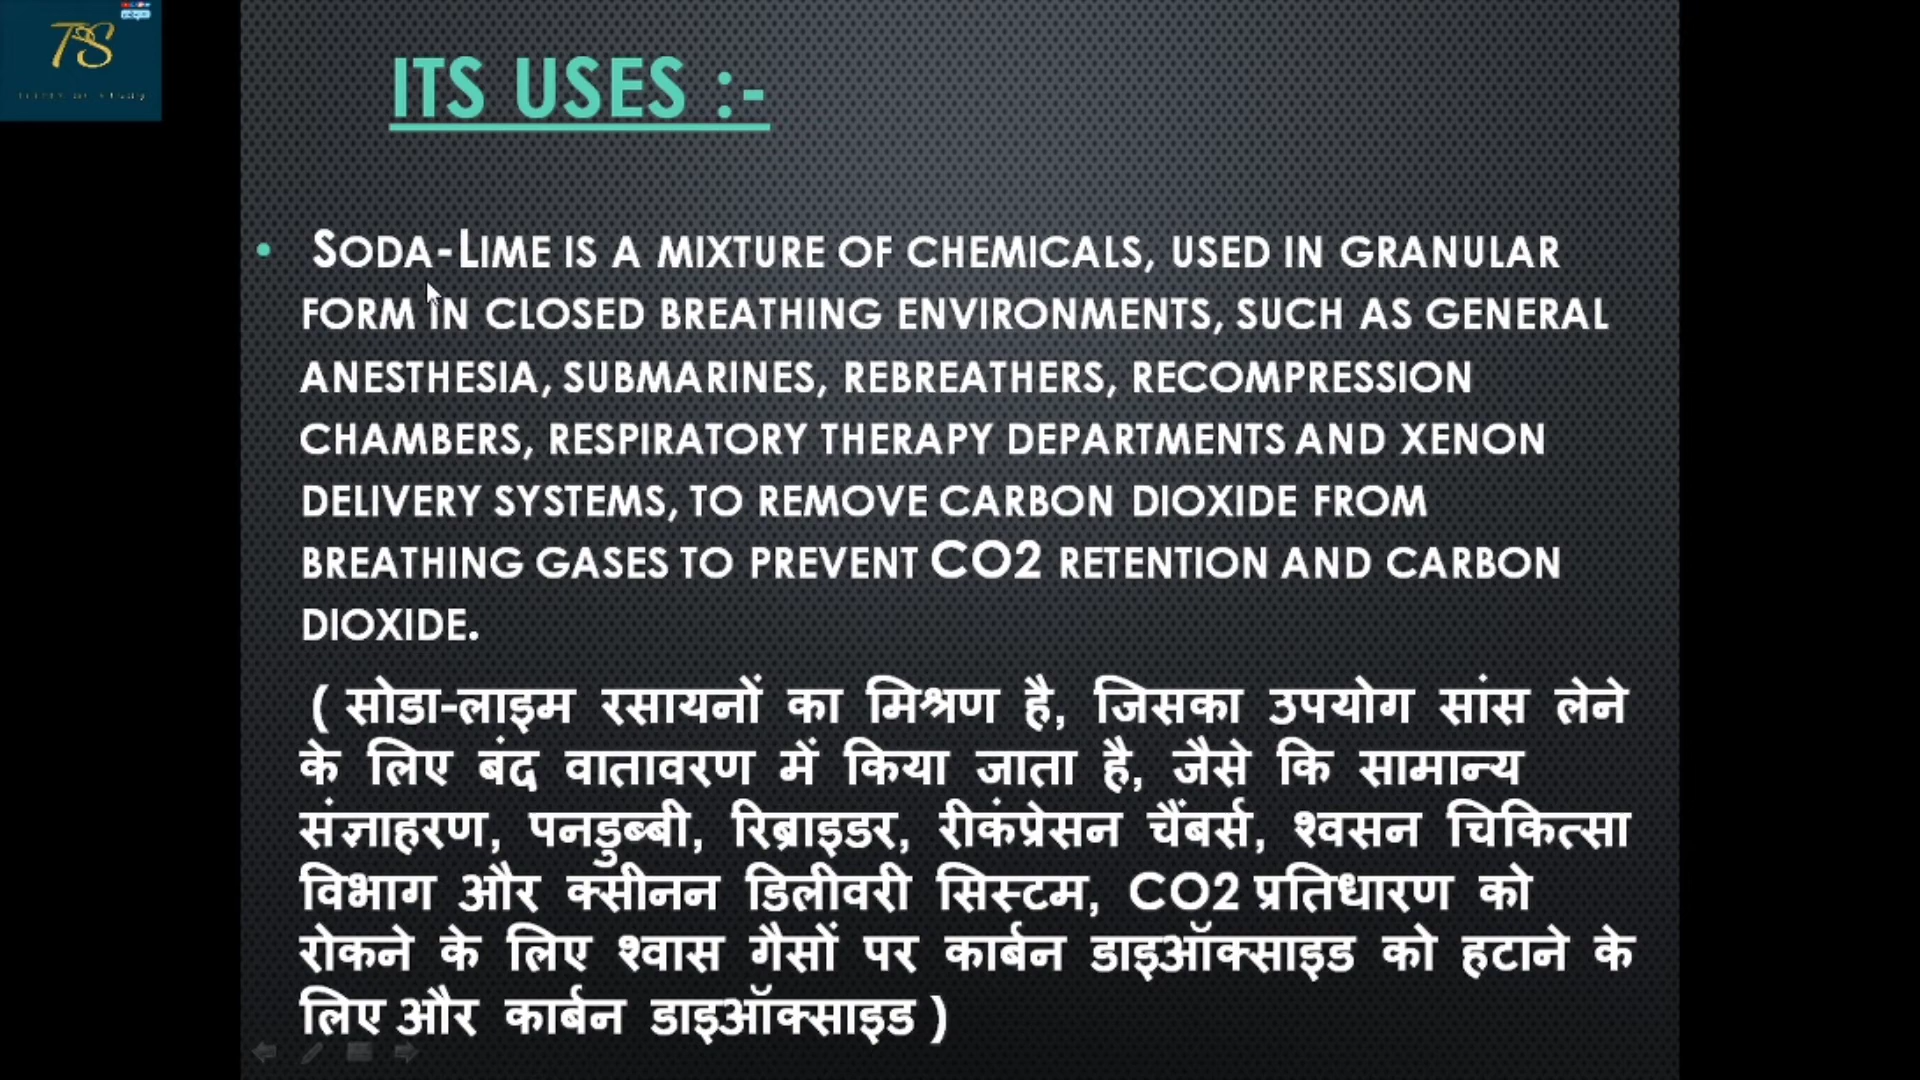 TS
ITS USES :-
• SODA-LIME IS A MIXTURE OF CHEMICALS, USED IN GRANULAR
FORM IN CLOSED BREATHING ENVIRONMENTS, SUCH AS GENERAL
ANESTHESIA, SUBMARINES, REBREATHERS, RECOMPRESSION
CHAMBERS, RESPIRATORY THERAPY DEPARTMENTS AND XENON
DELIVERY SYSTEMS, TO REMOVE CARBON DIOXIDE FROM
BREATHING GASES TO PREVENT CO2 RETENTION AND CARBON
DIOXIDE.
( सोडा-लाइम रसायनों का मिश्रण है, जिसका उपयोग सांस लेने
के लिए बंद वातावरण में किया जाता है, जैसे कि सामान्य
संज्ञाहरण, पनडुब्बी, रिब्राइडर, रीकंप्रेसन चैंबर्स, श्वसन चिकित्सा
विभाग और क्सीनन डिलीवरी सिस्टम, CO2 प्रतिधारण को
रोकने के लिए श्वास गैसों पर कार्बन डाइऑक्साइड को हटाने के
लिए और कार्बन डाइऑक्साइड )